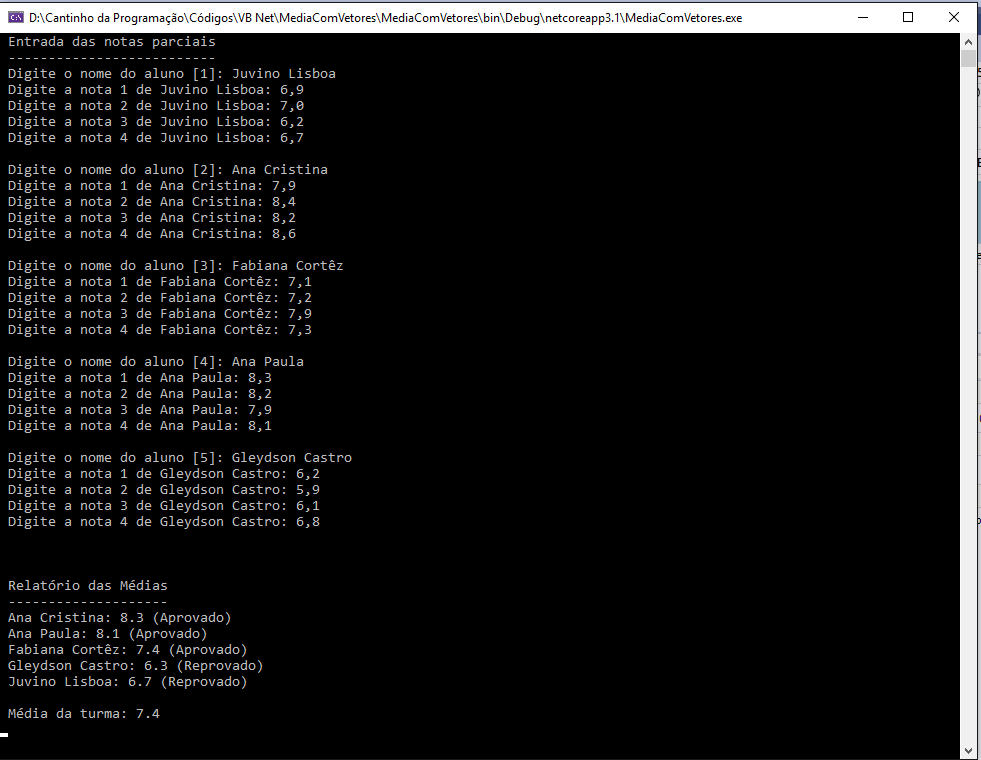 D:\Cantinho da Programação\Códigos\VB Net\MediaComVetores\MediaComVetores\bin\Debug\netcoreapp3.1\MediaComVetores.exe
Entrada das notas parciais
--------------------------
Digite o nome do aluno [1]: Juvino Lisboa
Digite a nota 1 de Juvino Lisboa: 6,9
Digite a nota 2 de Juvino Lisboa: 7,0
Digite a nota 3 de Juvino Lisboa: 6,2
Digite a nota 4 de Juvino Lisboa: 6,7
Digite o nome do aluno [2]: Ana Cristina
Digite a nota 1 de Ana Cristina: 7,9
Digite a nota 2 de Ana Cristina: 8,4
Digite a nota 3 de Ana Cristina: 8,2
Digite a nota 4 de Ana Cristina: 8,6
Digite o nome do aluno [3]: Fabiana Cortêz
Digite a nota 1 de Fabiana Cortêz: 7,1
Digite a nota 2 de Fabiana Cortêz: 7,2
Digite a nota 3 de Fabiana Cortêz: 7,9
Digite a nota 4 de Fabiana Cortêz: 7,3
Digite o nome do aluno [4]: Ana Paula
Digite a nota 1 de Ana Paula: 8,3
Digite a nota 2 de Ana Paula: 8,2
Digite a nota 3 de Ana Paula: 7,9
Digite a nota 4 de Ana Paula: 8,1
Digite o nome do aluno [5]: Gleydson Castro
Digite a nota 1 de Gleydson Castro: 6,2
Digite a nota 2 de Gleydson Castro: 5,9
Digite a nota 3 de Gleydson Castro: 6,1
Digite a nota 4 de Gleydson Castro: 6,8
Relatório das Médias
--------------------
Ana Cristina: 8.3 (Aprovado)
Ana Paula: 8.1 (Aprovado)
Fabiana Cortêz: 7.4 (Aprovado)
Gleydson Castro: 6.3 (Reprovado)
Juvino Lisboa: 6.7 (Reprovado)
Média da turma: 7.4